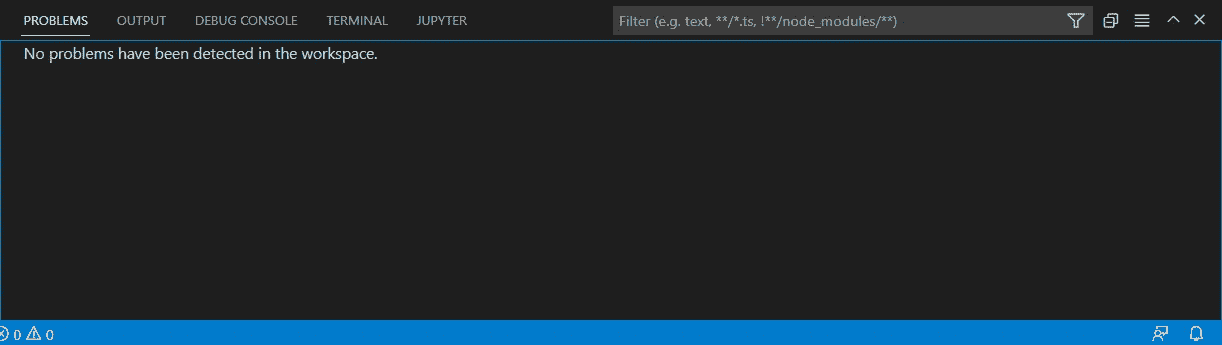 PROBLEMS OUTPUT DEBUG CONSOLE TERMINAL JUPYTER Filter (e.g. text, **/*.ts, !**/node_modules/**)
No problems have been detected in the workspace.
0 0